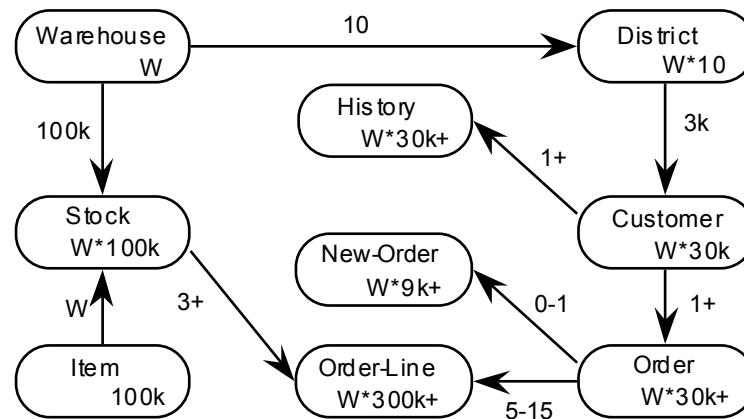 Warehouse
W
10
District
W*10
100k
History
W*30k+
1+
3k
Stock
W*100k
Customer
W*30k
New-Order
W*9k+
W
3+
0-1
1+
Item
100k
Order-Line
W*300k+
5-15
Order
W*30k+